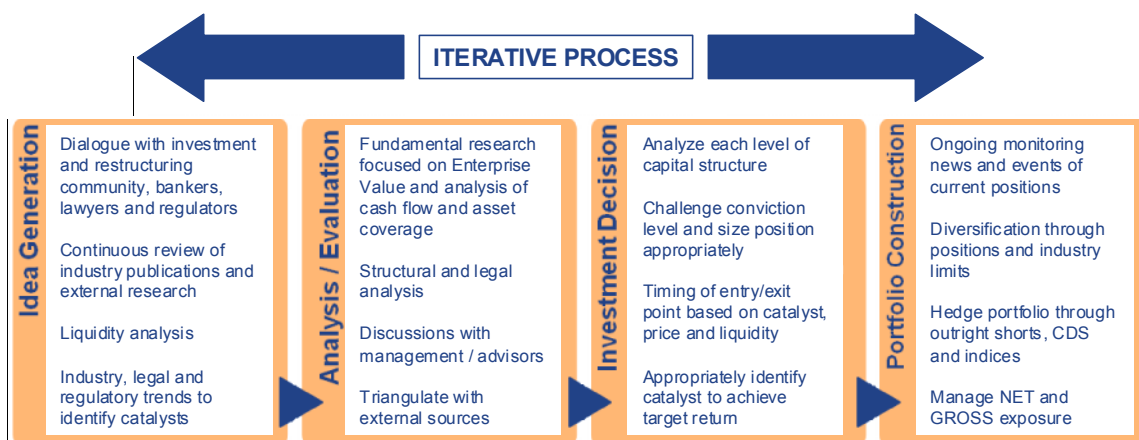 ITERATIVE PROCESS
Idea Generation
Dialogue with investment
and restructuring
community, bankers,
lawyers and regulators
Continuous review of
industry publications and
external research
Liquidity analysis
Industry, legal and
regulatory trends to
identify catalysts
Analysis / Evaluation
Fundamental research
focused on Enterprise
Value and analysis of
cash flow and asset
coverage
Structural and legal
analysis
Discussions with
management / advisors
Triangulate with
external sources
Investment Decision
Analyze each level of
capital structure
Challenge conviction
level and size position
appropriately
Timing of entry/exit
point based on catalyst,
price and liquidity
Appropriately identify
catalyst to achieve
target return
Portfolio Construction
Ongoing monitoring
news and events of
current positions
Diversification through
positions and industry
limits
Hedge portfolio through
outright shorts, CDS
and indices
Manage NET and
GROSS exposure